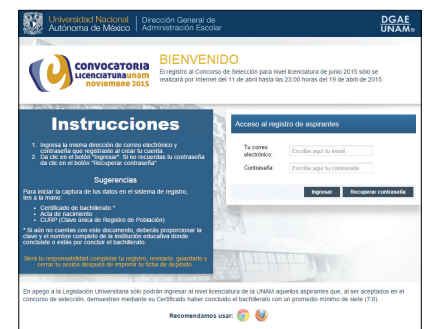 Universidad Nacional
Autónoma de México
Dirección General de
Administración Escolar
DGAE
UNAM
CONVOCATORIA
LICENCIATURAUNAM
NOVIEMBRE 2015
BIENVENIDO
El registro al Concurso de Selección para nivel licenciatura de junio 2015 sólo se
realizará por Internet del 11 de abril hasta las 23:00 horas del 19 de abril de 2015.
Instrucciones
1. Ingresa la misma dirección de correo electrónico y
contraseña que registraste al crear tu cuenta.
2. Da clic en el botón "Ingresar". Si no recuerdas tu contraseña
da clic en el botón "Recuperar contraseña"
Sugerencias
Para iniciar la captura de tus datos en el sistema de registro,
ten a la mano:
• Certificado de bachillerato *
• Acta de nacimiento
• CURP (Clave Única de Registro de Población)
* Si aún no cuentas con este documento, deberás proporcionar la
clave y el nombre completo de la institución educativa donde
concluiste o estás por concluir el bachillerato.
Será tu responsabilidad completar tu registro, revisarlo, guardarlo y
cerrar tu sesión después de imprimir tu ficha de depósito.
Acceso al registro de aspirantes
Tu correo
electrónico:
Escribe aquí tu email
Contraseña:
Escribe aquí tu contraseña
Ingresar
Recuperar contraseña
En apego a la Legislación Universitaria sólo podrán ingresar al nivel licenciatura de la UNAM aquellos aspirantes que, al ser aceptados en el
concurso de selección, demuestren mediante su Certificado haber concluido el bachillerato con un promedio mínimo de siete (7.0).
Recomendamos usar: